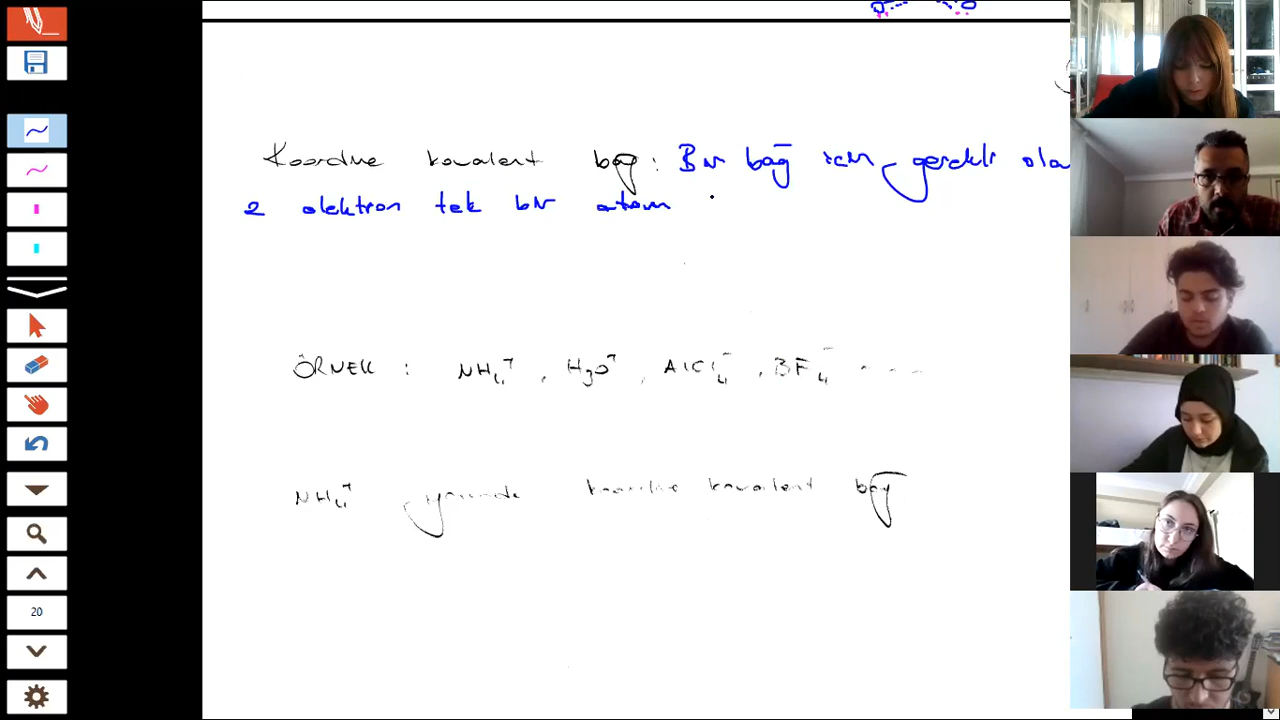 Koordine kovalent bağ : Bir bağ için gerekli ola
2 elektron tek bir atom
ÖRNEK : NH₄⁺ , H₃O⁺ , AlCl₄⁻ , BF₄⁻ .....
NH₄⁺ koordine kovalent bağ
20